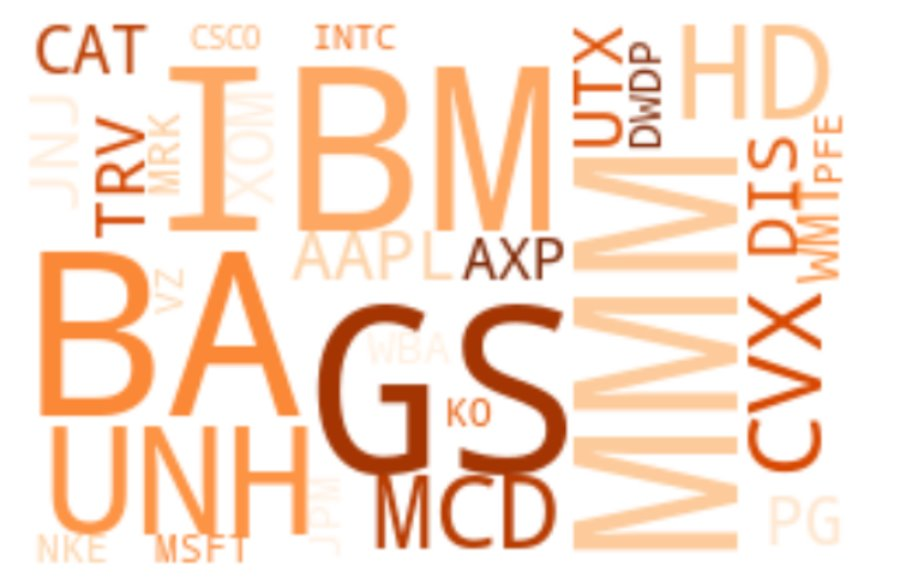 CAT
CSCO
INTC
UTX
DWDP
HD
JNJ
TRV
MRK
IBM
XOM
DIS
PFE
WMT
AAPL
AXP
BA
VZ
MMM
GS
WBA
KO
CVX
UNH
JPM
MCD
PG
NKE
MSFT